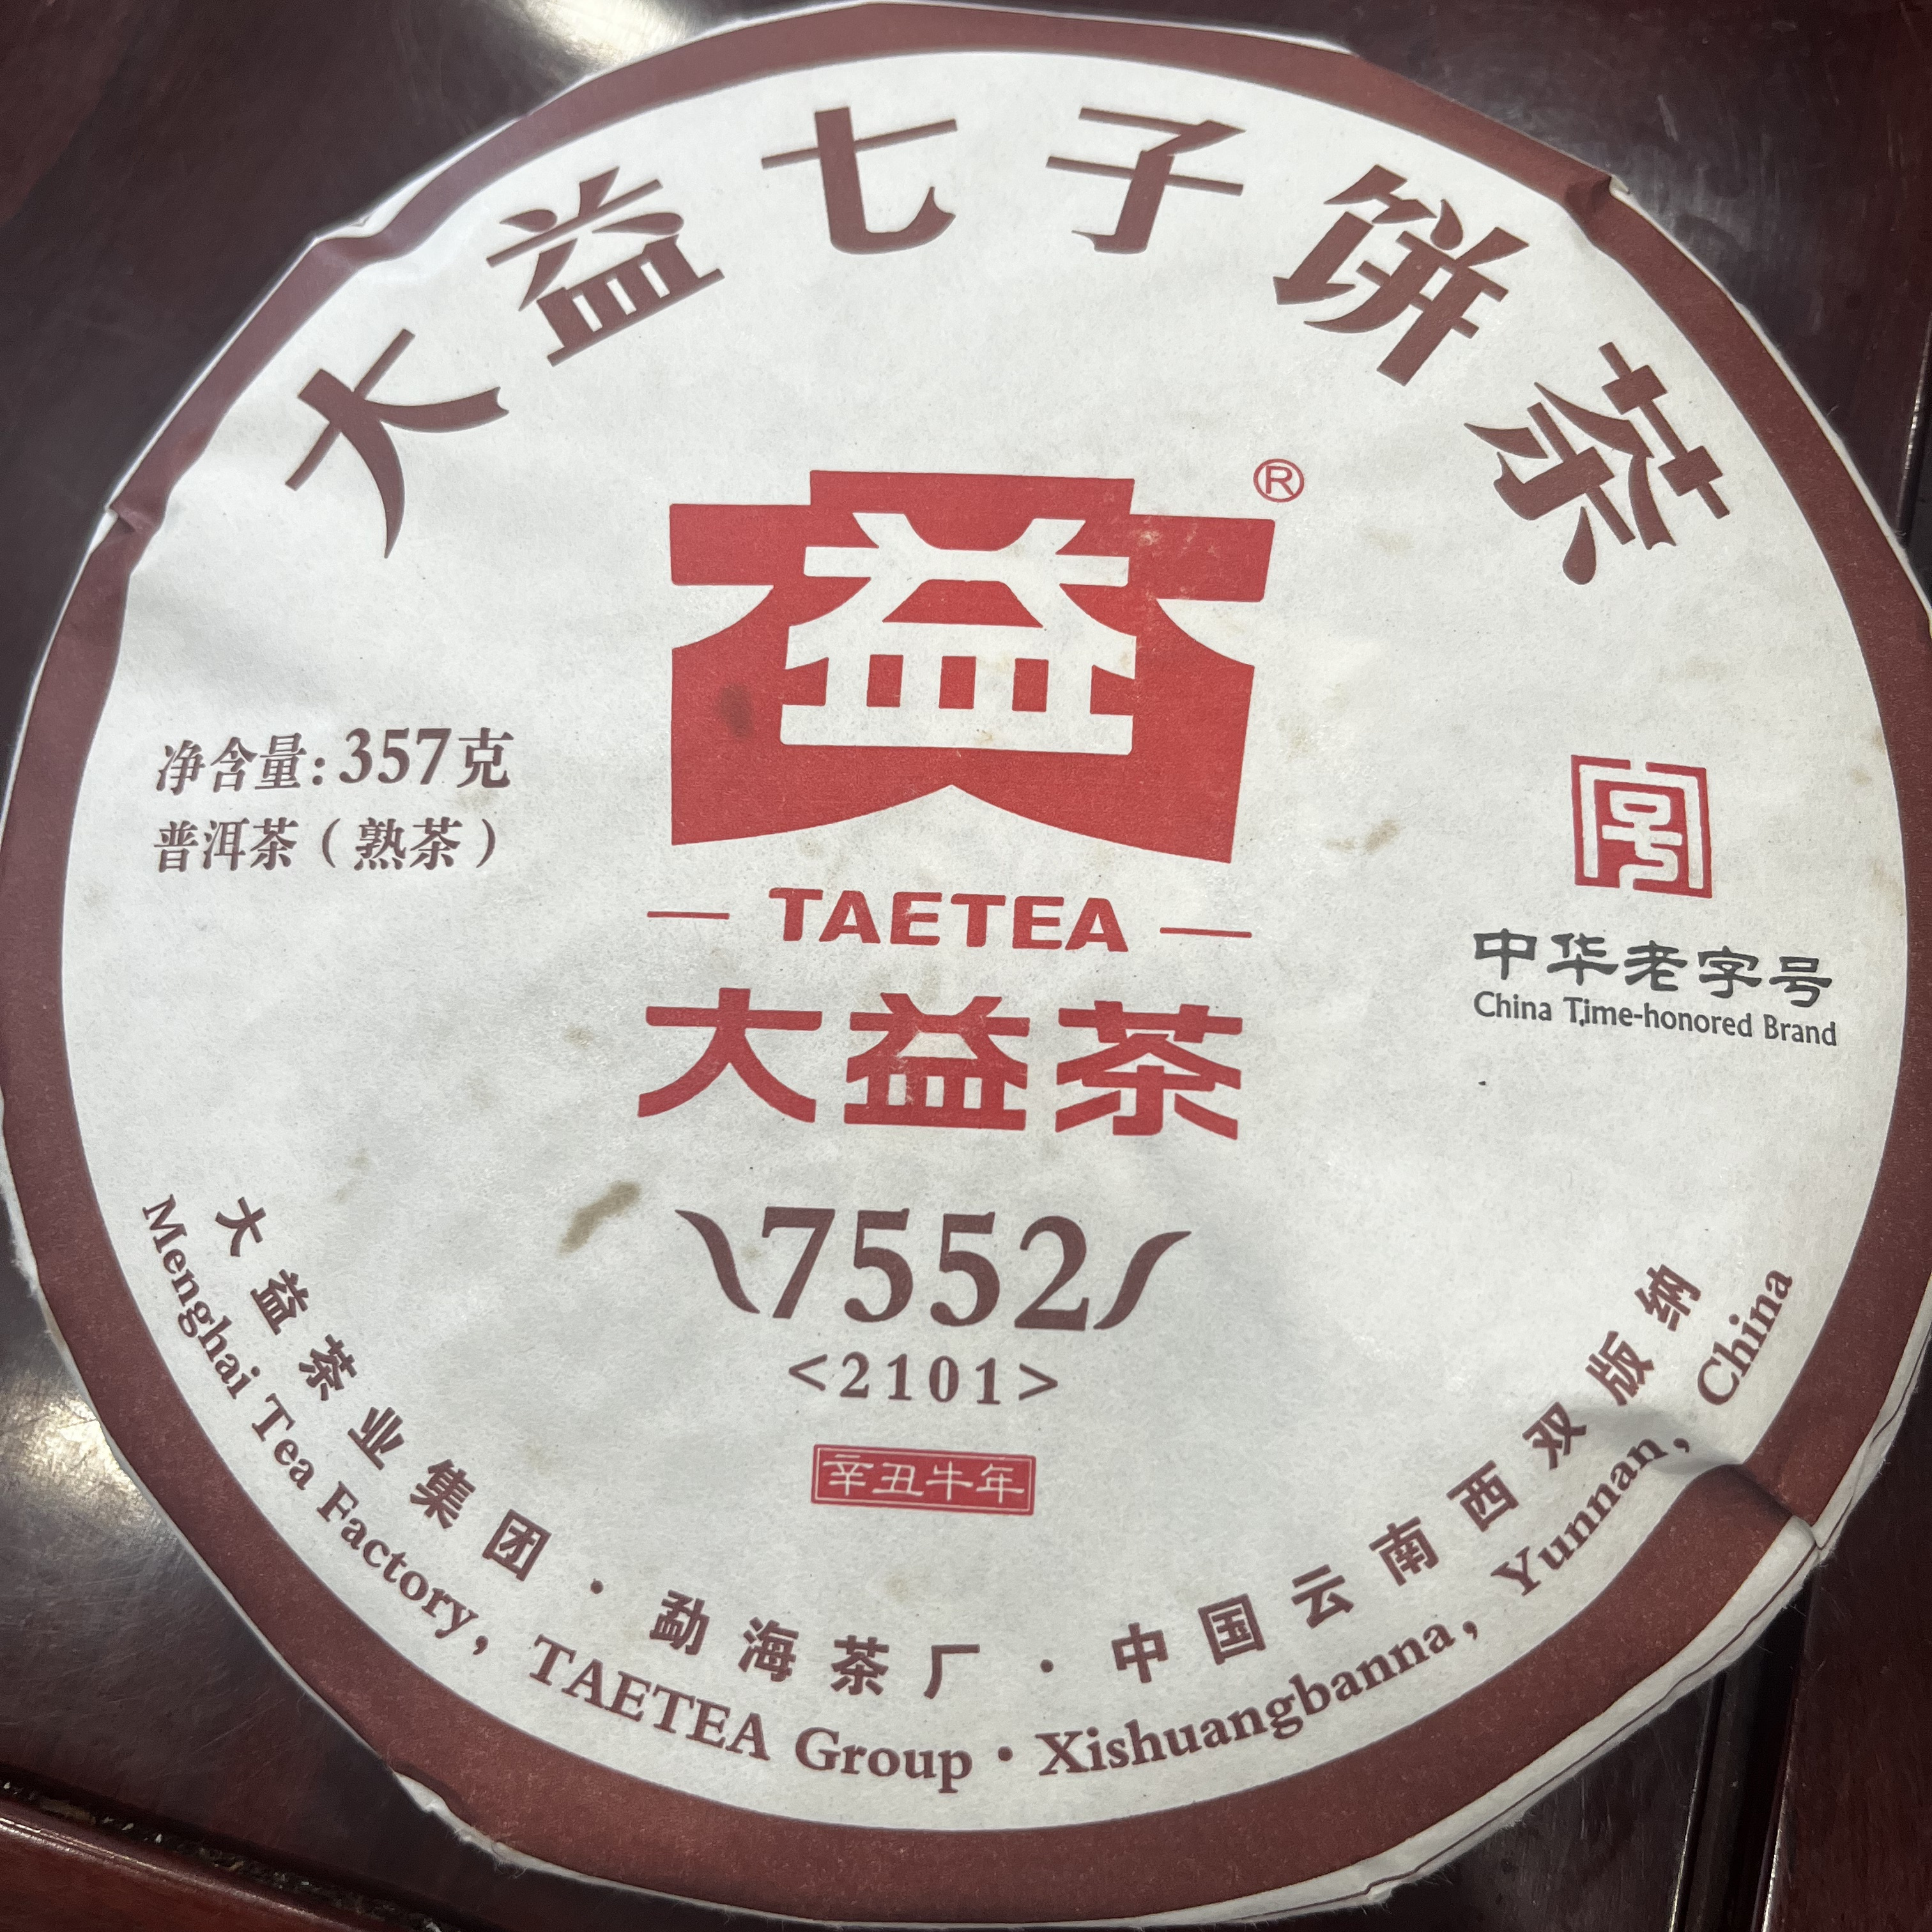 大益七子饼茶
益®
TAETEA
大益茶
净含量:357克
普洱茶(熟茶)
字号
中华老字号
China Time-honored Brand
7552
<2101>
辛丑牛年
大益茶业集团·勐海茶厂·中国云南西双版纳
Menghai Tea Factory, TAETEA Group·Xishuangbanna, Yunnan, China